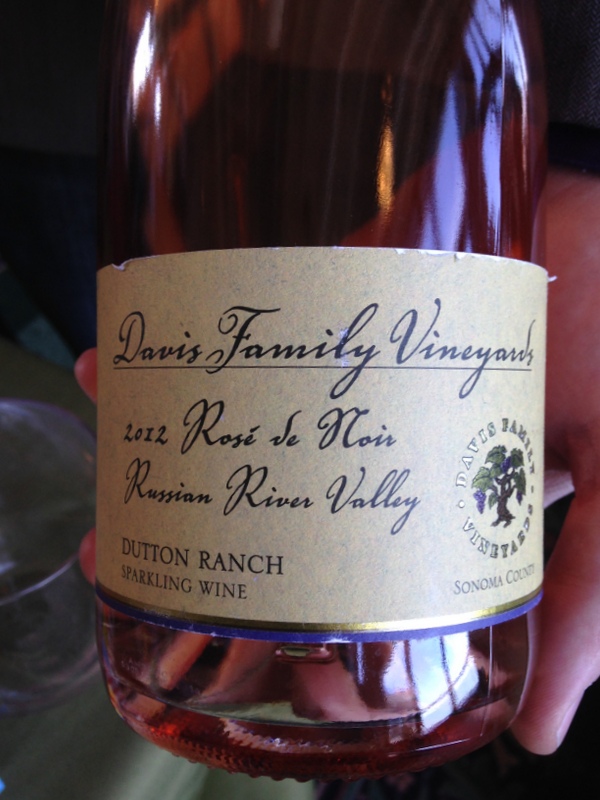 Davis Family Vineyards
2012 Rosé de Noir
Russian River Valley
DUTTON RANCH
SPARKLING WINE
DAVIS FAMILY
VINEYARDS
SONOMA COUNTY